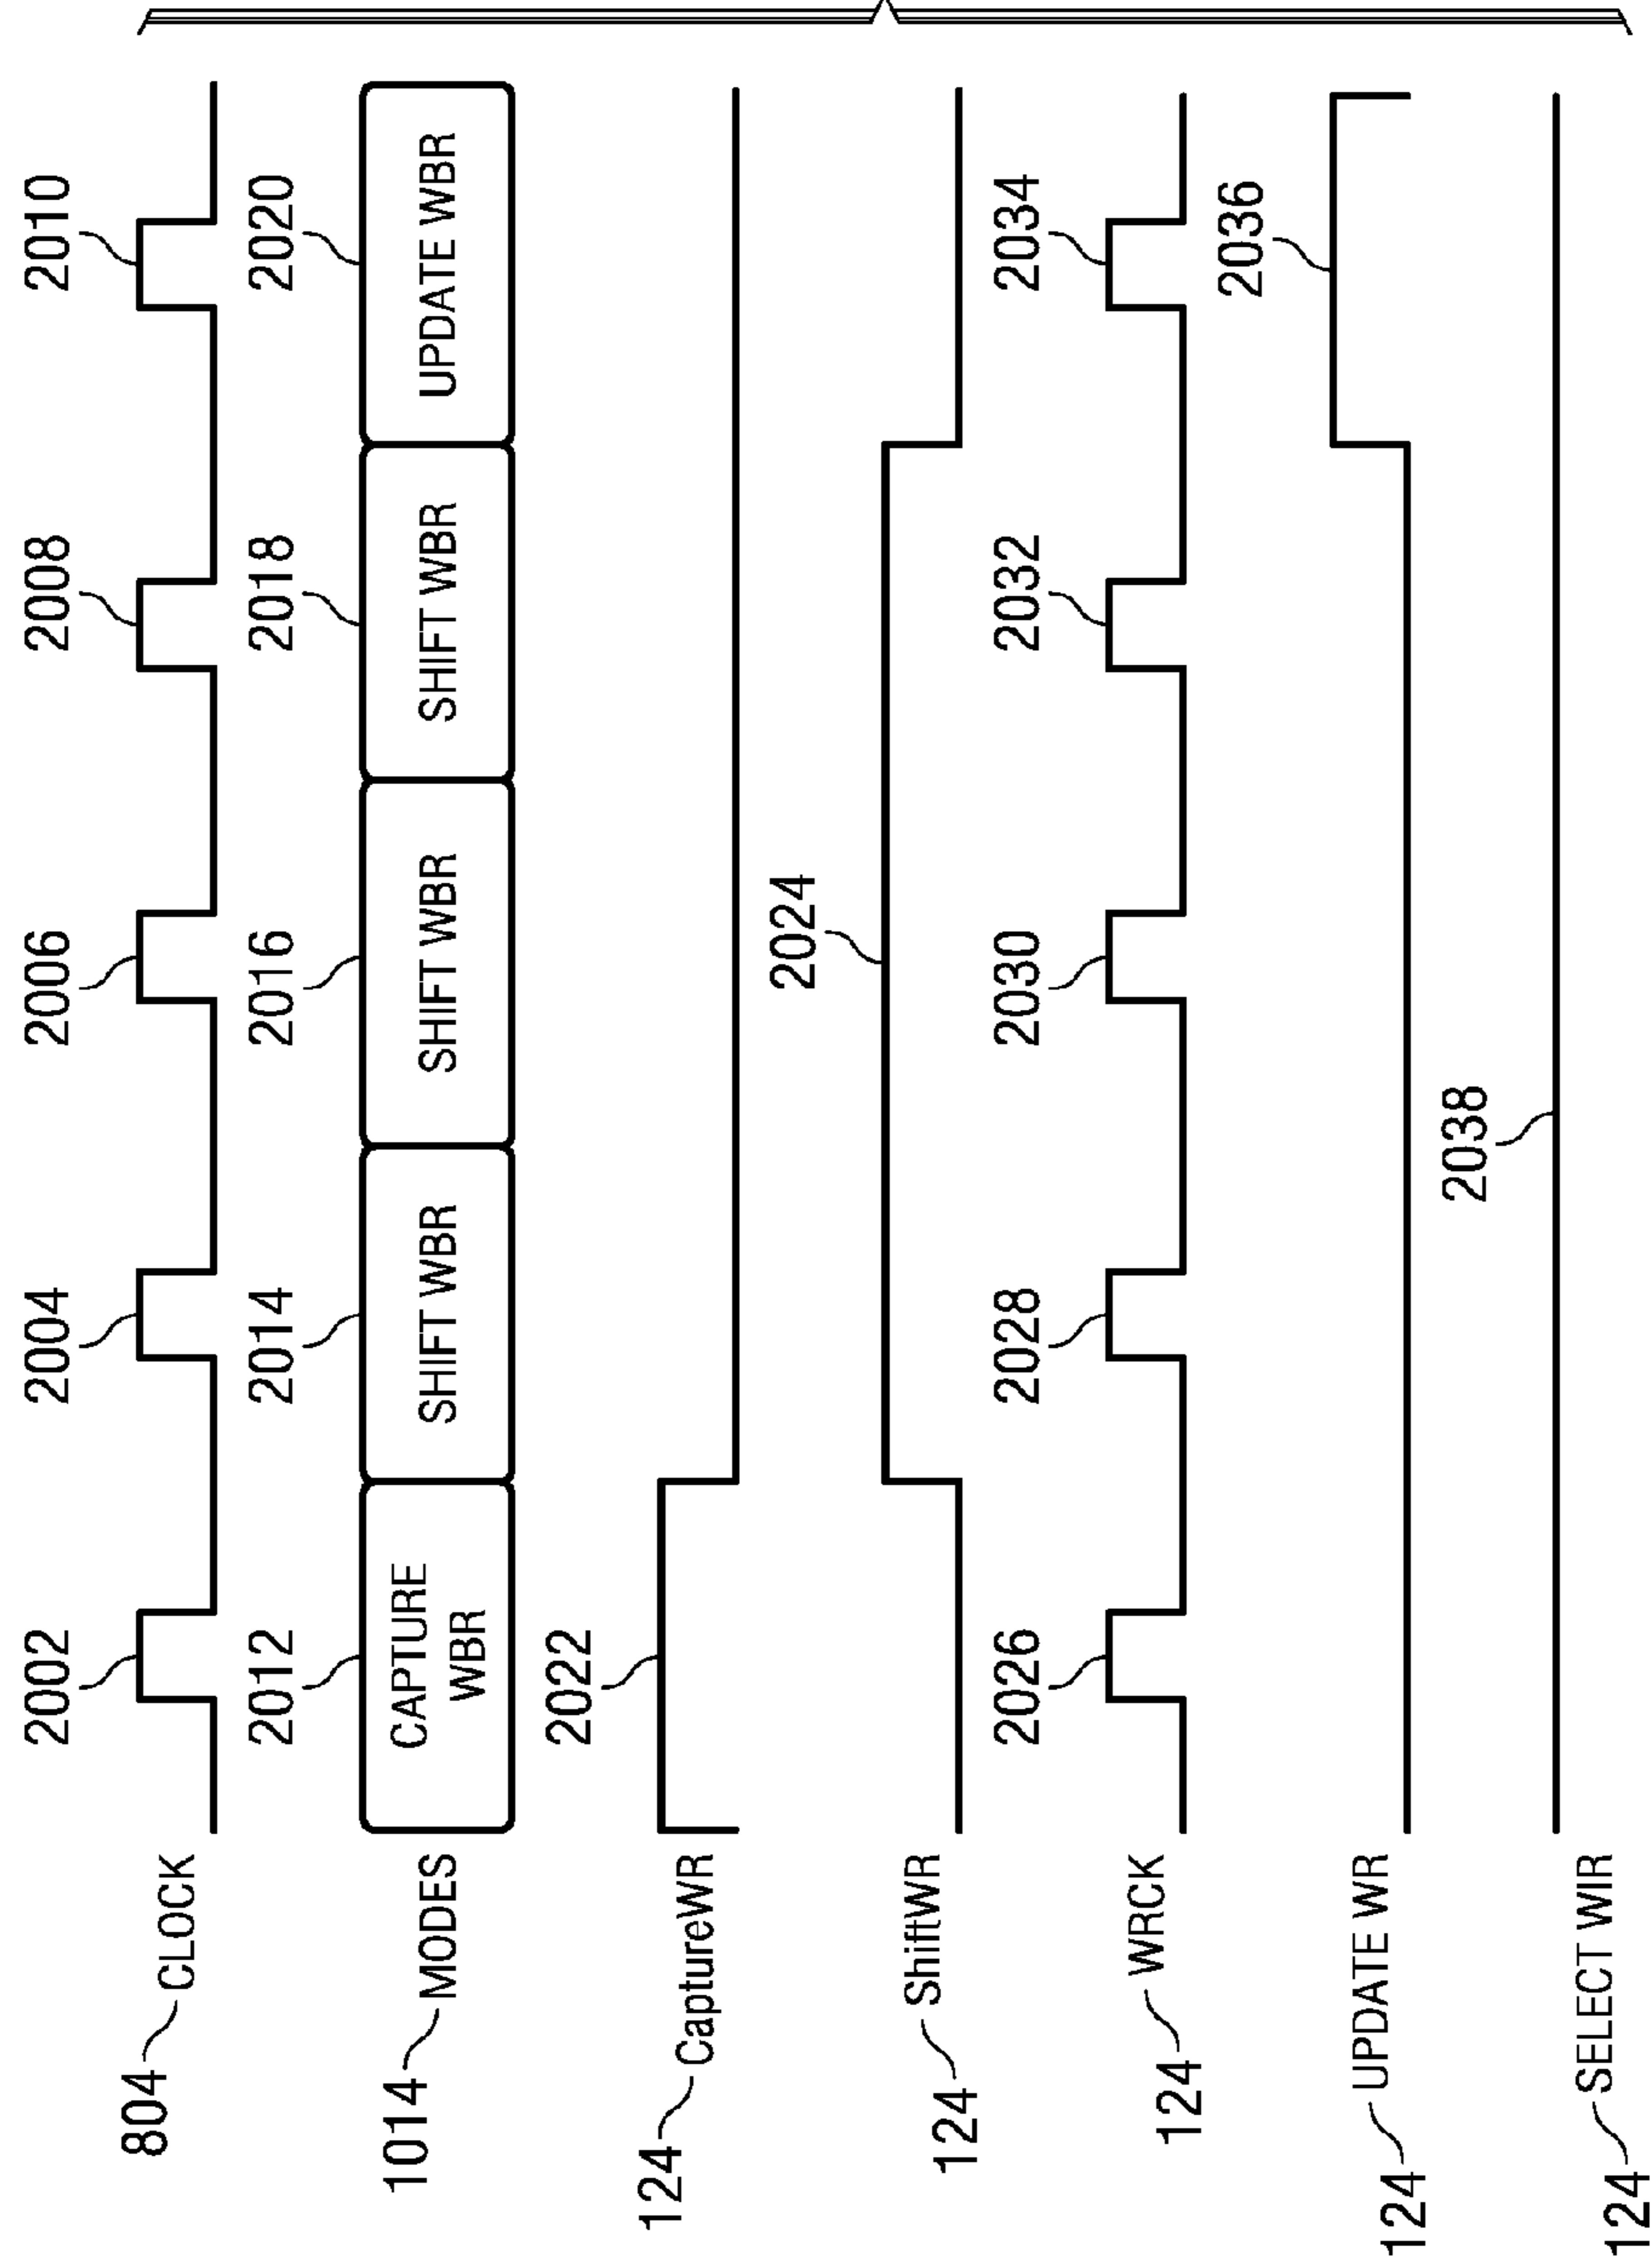 2002 2004 2006 2008 2010
804 CLOCK
2012 2014 2016 2018 2020
1014 MODES
CAPTURE
WBR
SHIFT WBR
SHIFT WBR
SHIFT WBR
UPDATE WBR
2022
124 CaptureWR
2024
124 ShiftWR
2026 2028 2030 2032 2034
124 WRCK
2036
124 UPDATE WR
2038
124 SELECT WIR